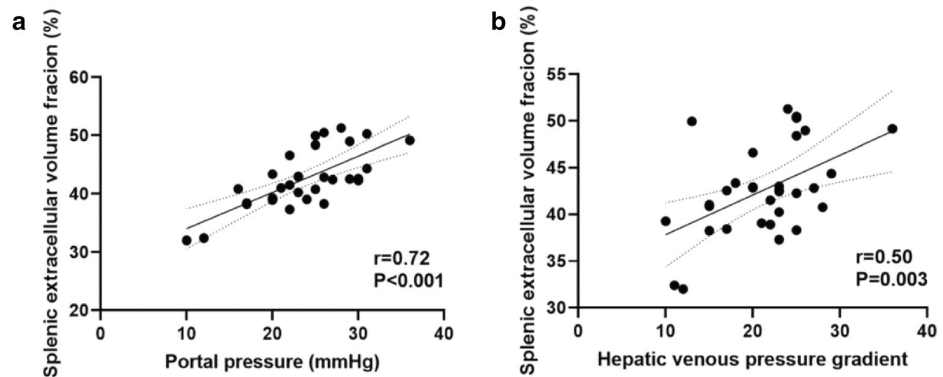 a
Splenic extracellular volume fracion (%)
60
50
40
30
20
0
10
20
30
40
Portal pressure (mmHg)
r=0.72
P<0.001
b
Splenic extracellular volume fracion (%)
55
50
45
40
35
30
0
10
20
30
40
Hepatic venous pressure gradient
r=0.50
P=0.003